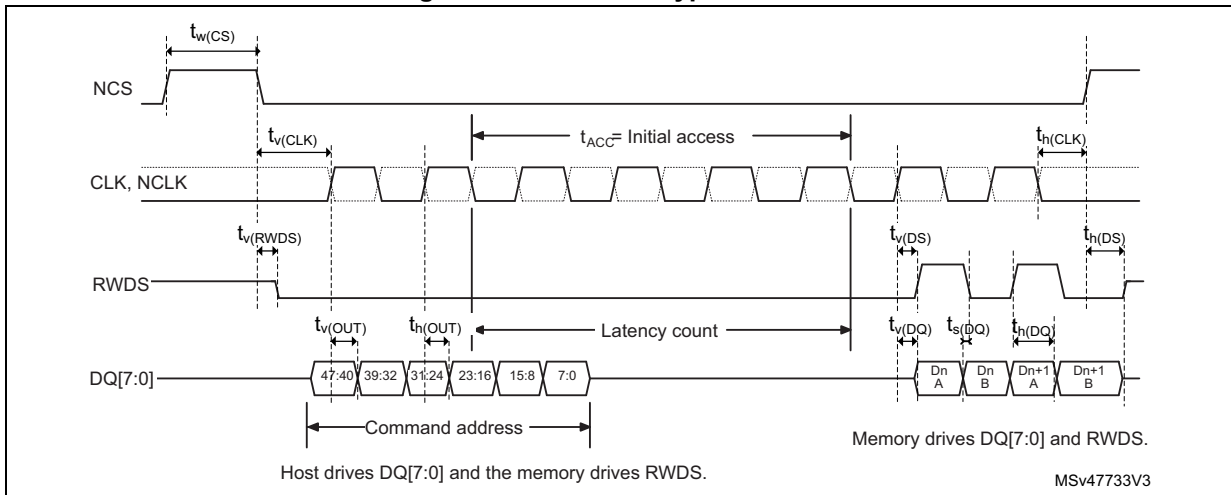 tw(CS)
NCS
tv(CLK)
tACC= Initial access
th(CLK)
CLK, NCLK
tv(RWDS)
tv(DS)
th(DS)
RWDS
tv(OUT)
th(OUT)
Latency count
tv(DQ)
ts(DQ)
th(DQ)
DQ[7:0]
47:40
39:32
31:24
23:16
15:8
7:0
Dn
A
Dn
B
Dn+1
A
Dn+1
B
Command address
Memory drives DQ[7:0] and RWDS.
Host drives DQ[7:0] and the memory drives RWDS.
MSv47733V3